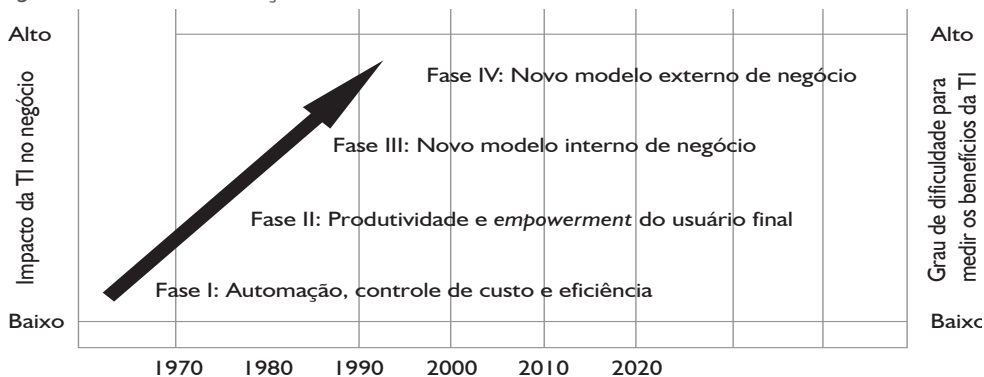 Alto
Alto
Fase IV: Novo modelo externo de negócio
Fase III: Novo modelo interno de negócio
Fase II: Produtividade e empowerment do usuário final
Fase I: Automação, controle de custo e eficiência
Impacto da TI no negócio
Grau de dificuldade para
medir os benefícios da TI
Baixo
Baixo
1970 1980 1990 2000 2010 2020